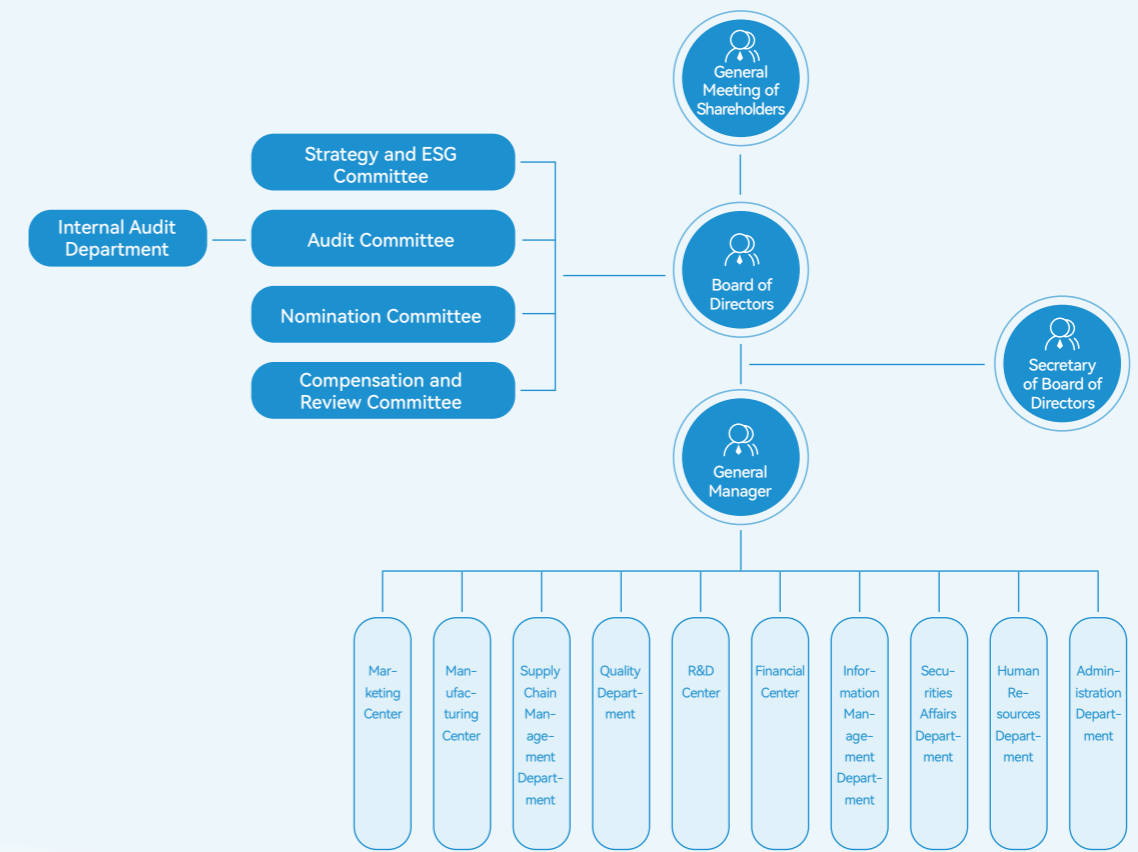 General
Meeting of
Shareholders
Strategy and ESG
Committee
Internal Audit
Department
Audit Committee
Nomination Committee
Compensation and
Review Committee
Board of
Directors
Secretary
of Board of
Directors
General
Manager
Mar-
keting
Center
Man-
ufac-
turing
Center
Supply
Chain
Man-
age-
ment
Depart-
ment
Quality
Depart-
ment
R&D
Center
Financial
Center
Infor-
mation
Man-
age-
ment
Depart-
ment
Secu-
rities
Affairs
Depart-
ment
Human
Re-
sources
Depart-
ment
Admin-
istration
Depart-
ment